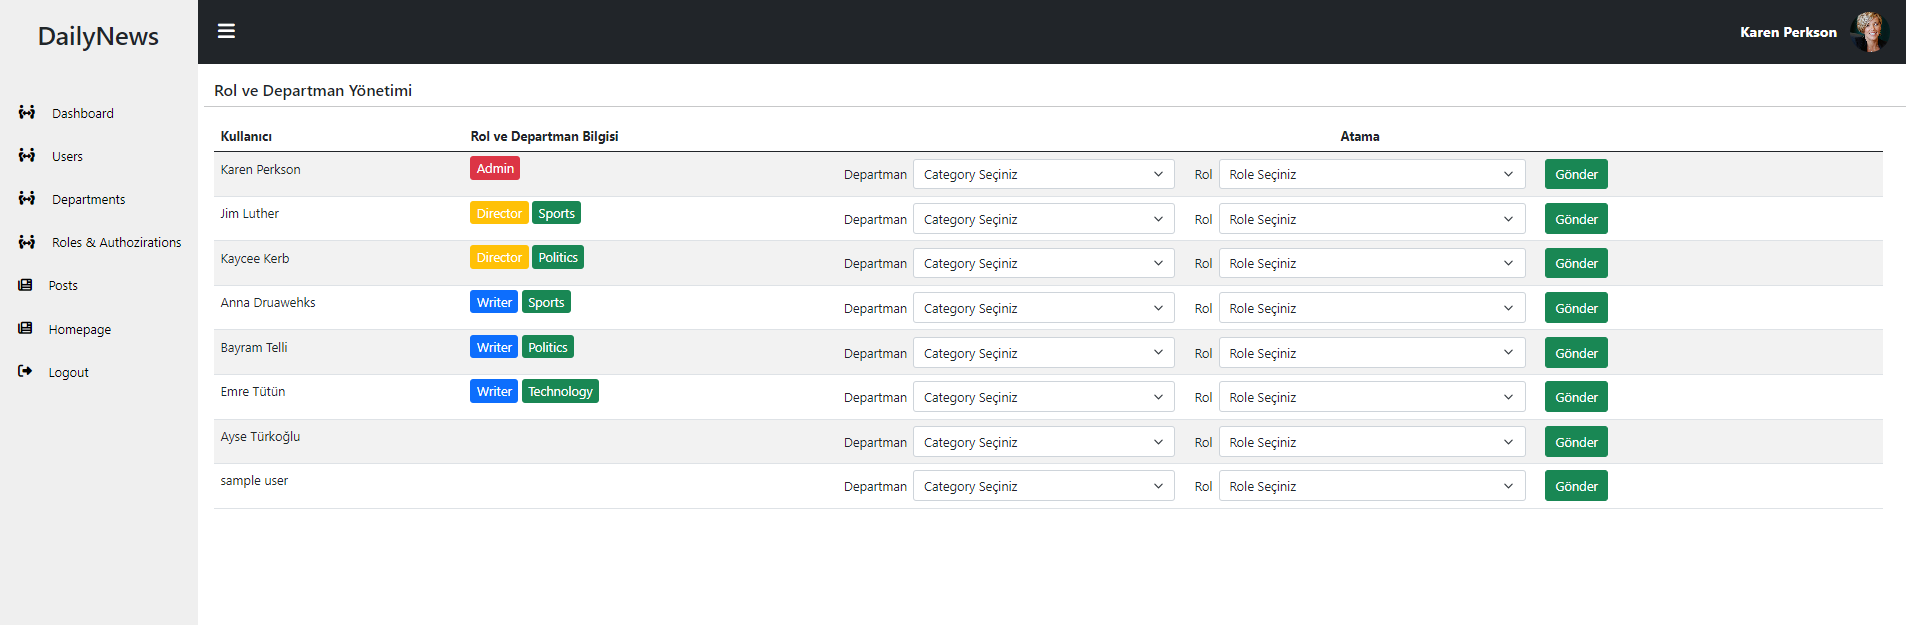 DailyNews
Karen Perkson
Dashboard
Users
Departments
Roles & Authozirations
Posts
Homepage
Logout
Rol ve Departman Yönetimi
Kullanıcı Rol ve Departman Bilgisi Atama
Karen Perkson Admin Departman Category Seçiniz Rol Role Seçiniz Gönder
Jim Luther Director Sports Departman Category Seçiniz Rol Role Seçiniz Gönder
Kaycee Kerb Director Politics Departman Category Seçiniz Rol Role Seçiniz Gönder
Anna Druawehks Writer Sports Departman Category Seçiniz Rol Role Seçiniz Gönder
Bayram Telli Writer Politics Departman Category Seçiniz Rol Role Seçiniz Gönder
Emre Tütün Writer Technology Departman Category Seçiniz Rol Role Seçiniz Gönder
Ayse Türkoğlu Departman Category Seçiniz Rol Role Seçiniz Gönder
sample user Departman Category Seçiniz Rol Role Seçiniz Gönder